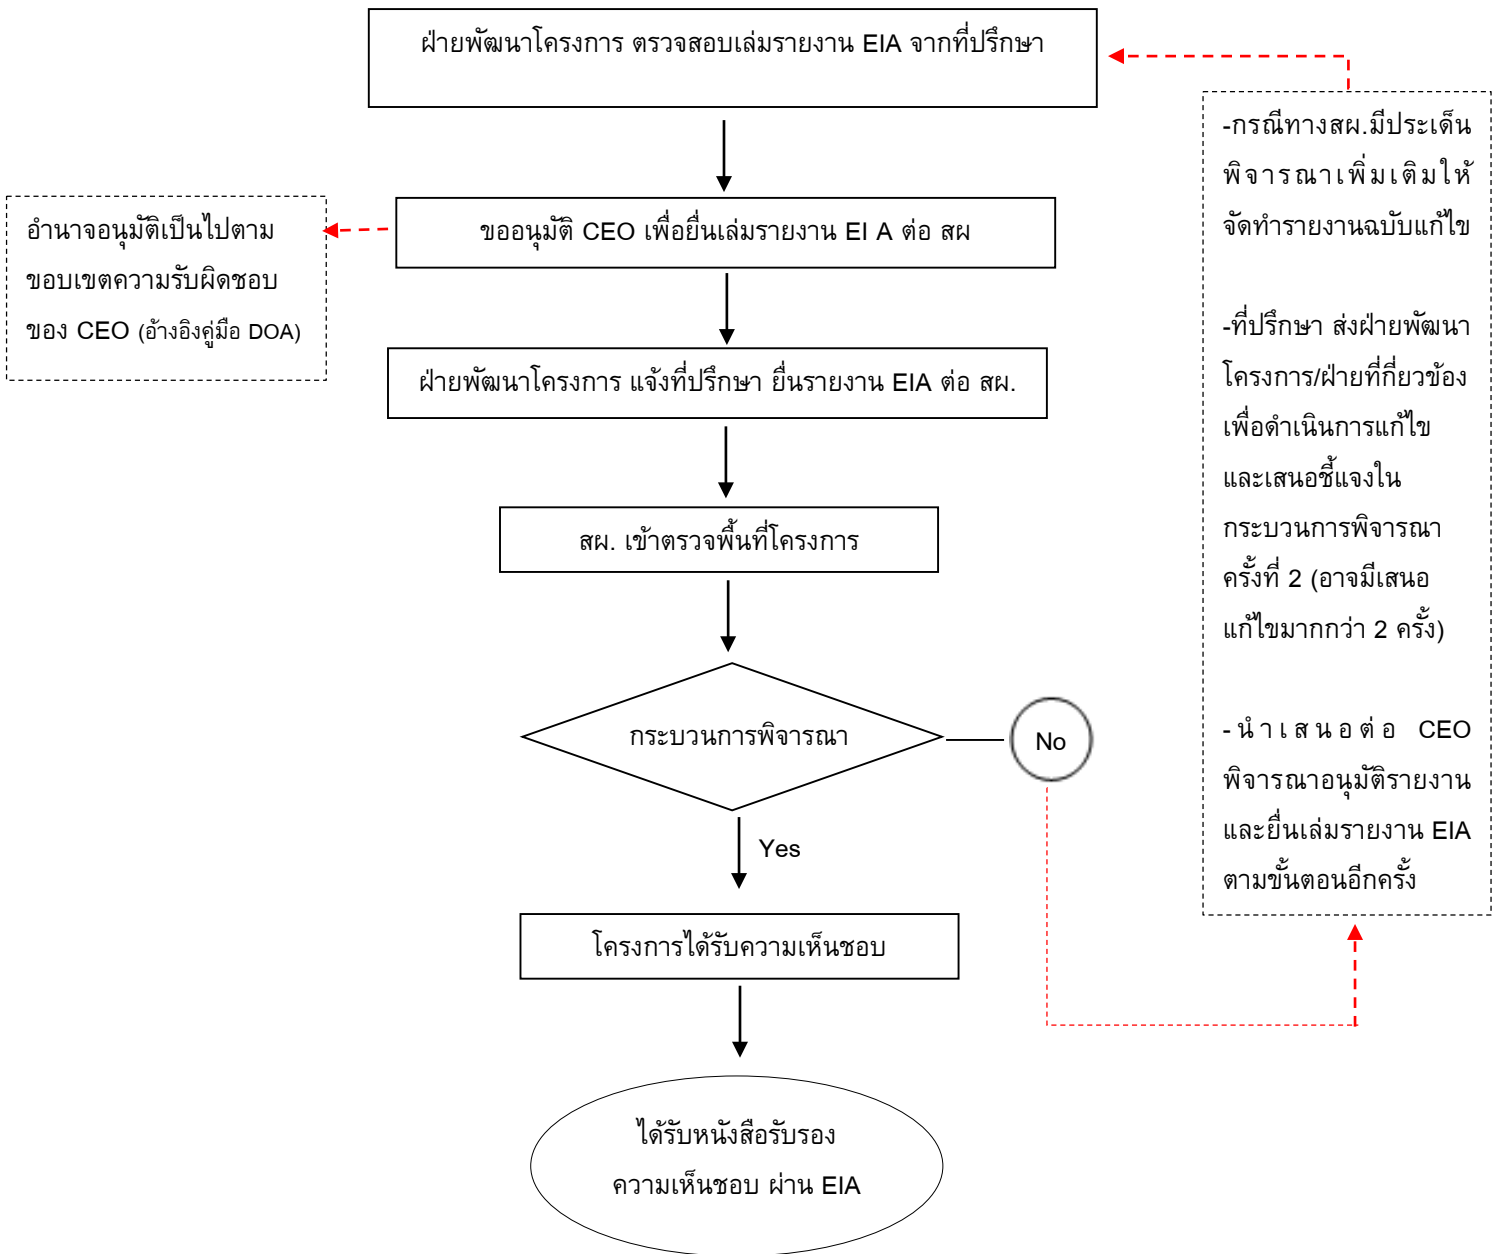 ฝ่ายพัฒนาโครงการ ตรวจสอบเล่มรายงาน EIA จากที่ปรึกษา
ขออนุมัติ CEO เพื่อยื่นเล่มรายงาน EI A ต่อ สผ
อำนาจอนุมัติเป็นไปตาม
ขอบเขตความรับผิดชอบ
ของ CEO (อ้างอิงคู่มือ DOA)
ฝ่ายพัฒนาโครงการ แจ้งที่ปรึกษา ยื่นรายงาน EIA ต่อ สผ.
สผ. เข้าตรวจพื้นที่โครงการ
กระบวนการพิจารณา
No
Yes
โครงการได้รับความเห็นชอบ
ได้รับหนังสือรับรอง
ความเห็นชอบ ผ่าน EIA
-กรณีทางสผ.มีประเด็น
พิจารณาเพิ่มเติมให้
จัดทำรายงานฉบับแก้ไข
-ที่ปรึกษา ส่งฝ่ายพัฒนา
โครงการ/ฝ่ายที่กี่ยวข้อง
เพื่อดำเนินการแก้ไข
และเสนอชี้แจงใน
กระบวนการพิจารณา
ครั้งที่ 2 (อาจมีเสนอ
แก้ไขมากกว่า 2 ครั้ง)
-นำเสนอต่อ CEO
พิจารณาอนุมัติรายงาน
และยื่นเล่มรายงาน EIA
ตามขั้นตอนอีกครั้ง